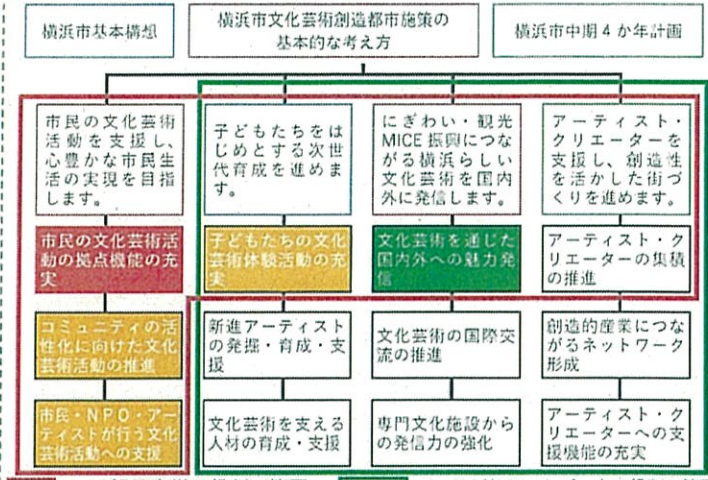 横浜市基本構想
横浜市文化芸術創造都市施策の
基本的な考え方
横浜市中期4か年計画
市民の文化芸術
活動を支援し、
心豊かな市民生
活の実現を目指
します。
子どもたちをは
じめとする次世
代育成を進めま
す。
にぎわい・観光
MICE振興につな
がる横浜らしい
文化芸術を国内
外に発信します。
アーティスト・
クリエーターを
支援し、創造性
を活かした街づ
くりを進めます。
市民の文化芸術活
動の拠点機能の充
実
子どもたちの文化
芸術体験活動の充
実
文化芸術を通じた
国内外への魅力発
信
アーティスト・ク
リエーターの集積
の推進
コミュニティの活
性化に向けた文化
芸術活動の推進
新進アーティスト
の発掘・育成・支
援
文化芸術の国際交
流の推進
創造的産業につな
がるネットワーク
形成
市民・NPO・アー
ティストが行う文化
芸術活動への支援
文化芸術を支える
人材の育成・支援
専門文化施設から
の発信力の強化
アーティスト・ク
リエーターへの支
援機能の充実